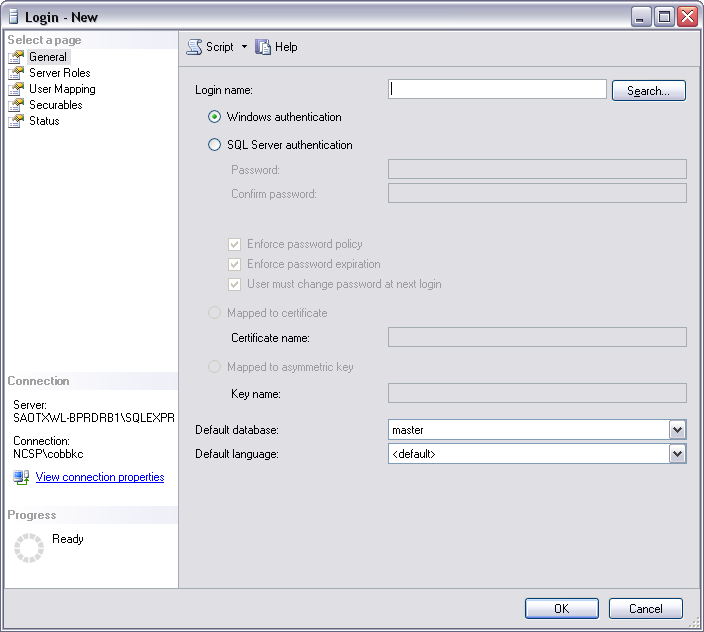 Login - New
Select a page
General
Server Roles
User Mapping
Securables
Status
Connection
Server:
SAOTXWL-BPRDRB1\SQLEXPR
Connection:
NCSP\cobbkc
View connection properties
Progress
Ready
Script
Help
Login name:
Search...
Windows authentication
SQL Server authentication
Password:
Confirm password:
Enforce password policy
Enforce password expiration
User must change password at next login
Mapped to certificate
Certificate name:
Mapped to asymmetric key
Key name:
Default database:
master
Default language:
<default>
OK
Cancel